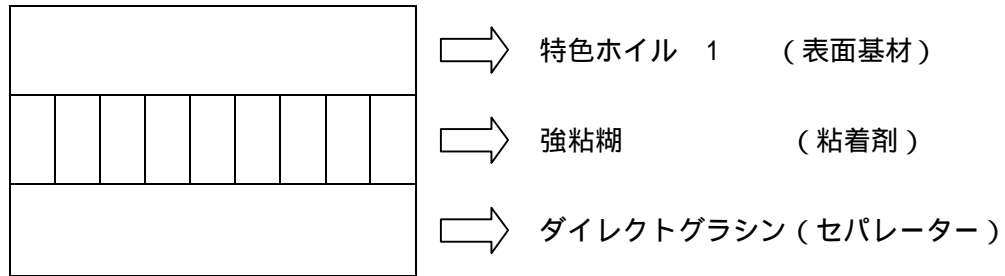 特色ホイル　1　　（表面基材）
強粘糊　　　　　（粘着剤）
ダイレクトグラシン（セパレーター）